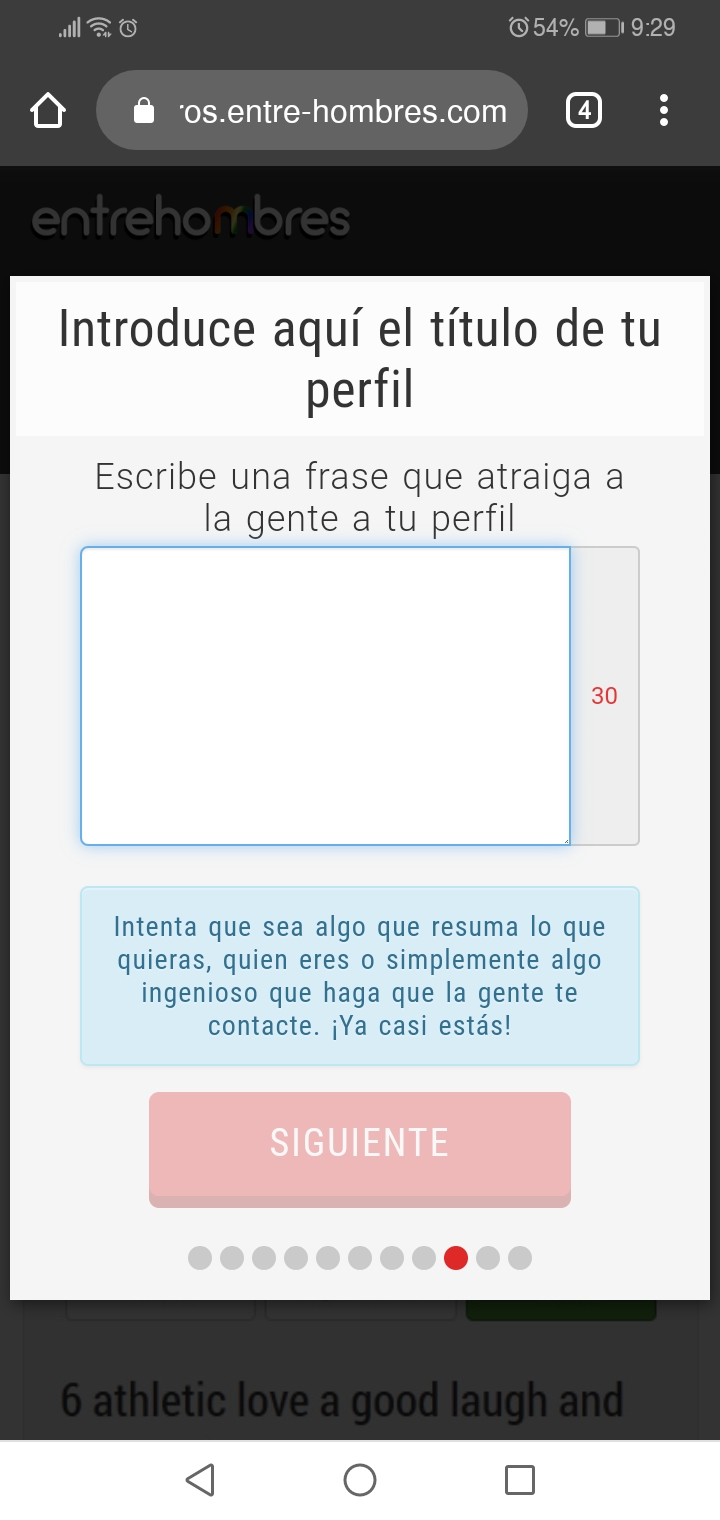 54% 9:29
ros.entre-hombres.com 4
entrehombres
Introduce aquí el título de tu
perfil
Escribe una frase que atraiga a
la gente a tu perfil
30
Intenta que sea algo que resuma lo que
quieras, quien eres o simplemente algo
ingenioso que haga que la gente te
contacte. ¡Ya casi estás!
SIGUIENTE
6 athletic love a good laugh and